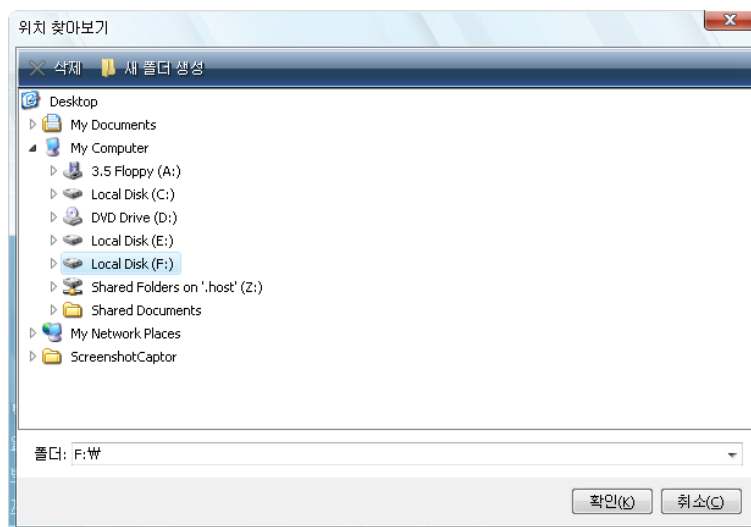 위치 찾아보기
삭제 새 폴더 생성
Desktop
My Documents
My Computer
3.5 Floppy (A:)
Local Disk (C:)
DVD Drive (D:)
Local Disk (E:)
Local Disk (F:)
Shared Folders on '.host' (Z:)
Shared Documents
My Network Places
ScreenshotCaptor
폴더: F:₩
확인(K) 취소(C)